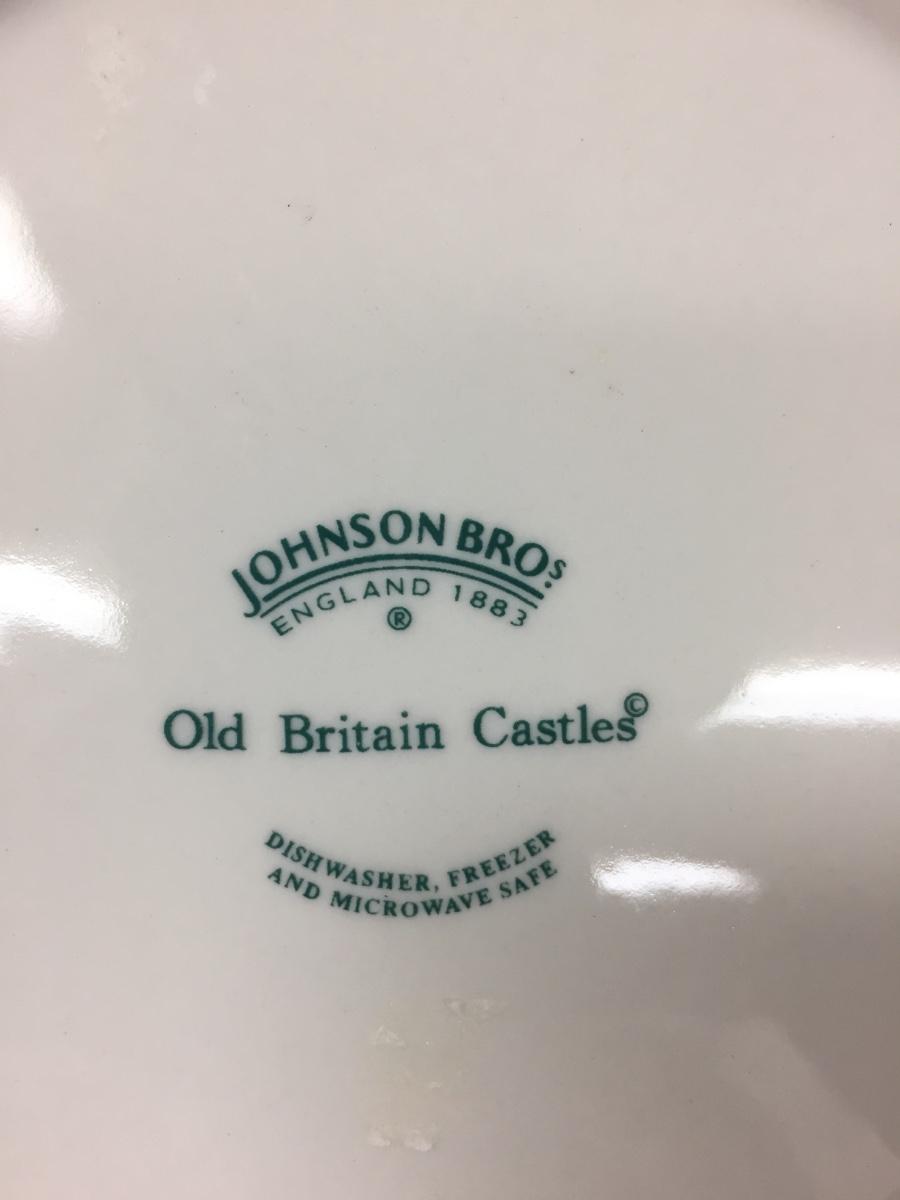 JOHNSON BROS
ENGLAND 1883
®
Old Britain Castles©
DISHWASHER, FREEZER
AND MICROWAVE SAFE